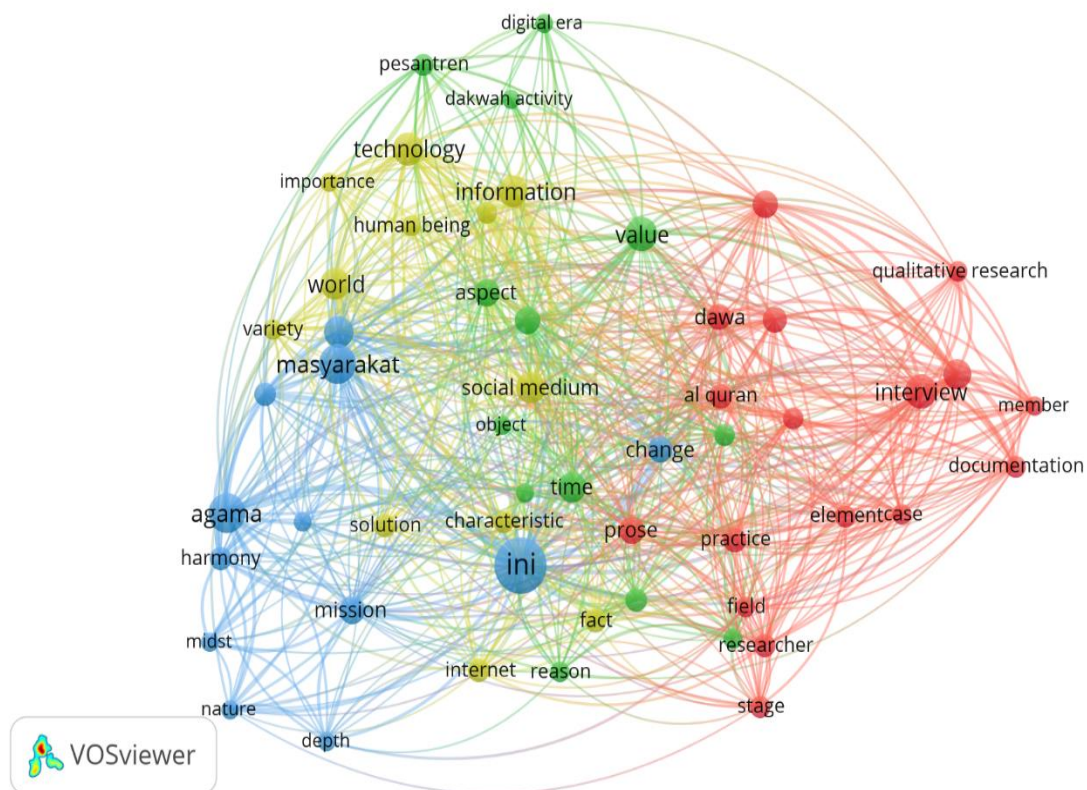 digital era
pesantren
dakwah activity
technology
importance
information
human being
value
qualitative research
world
aspect
variety
dawa
masyarakat
social medium
al quran
interview
member
object
change
documentation
time
agama
solution
characteristic
prose
practice
elementcase
harmony
ini
mission
fact
field
midst
internet
reason
researcher
nature
stage
depth
VOSviewer